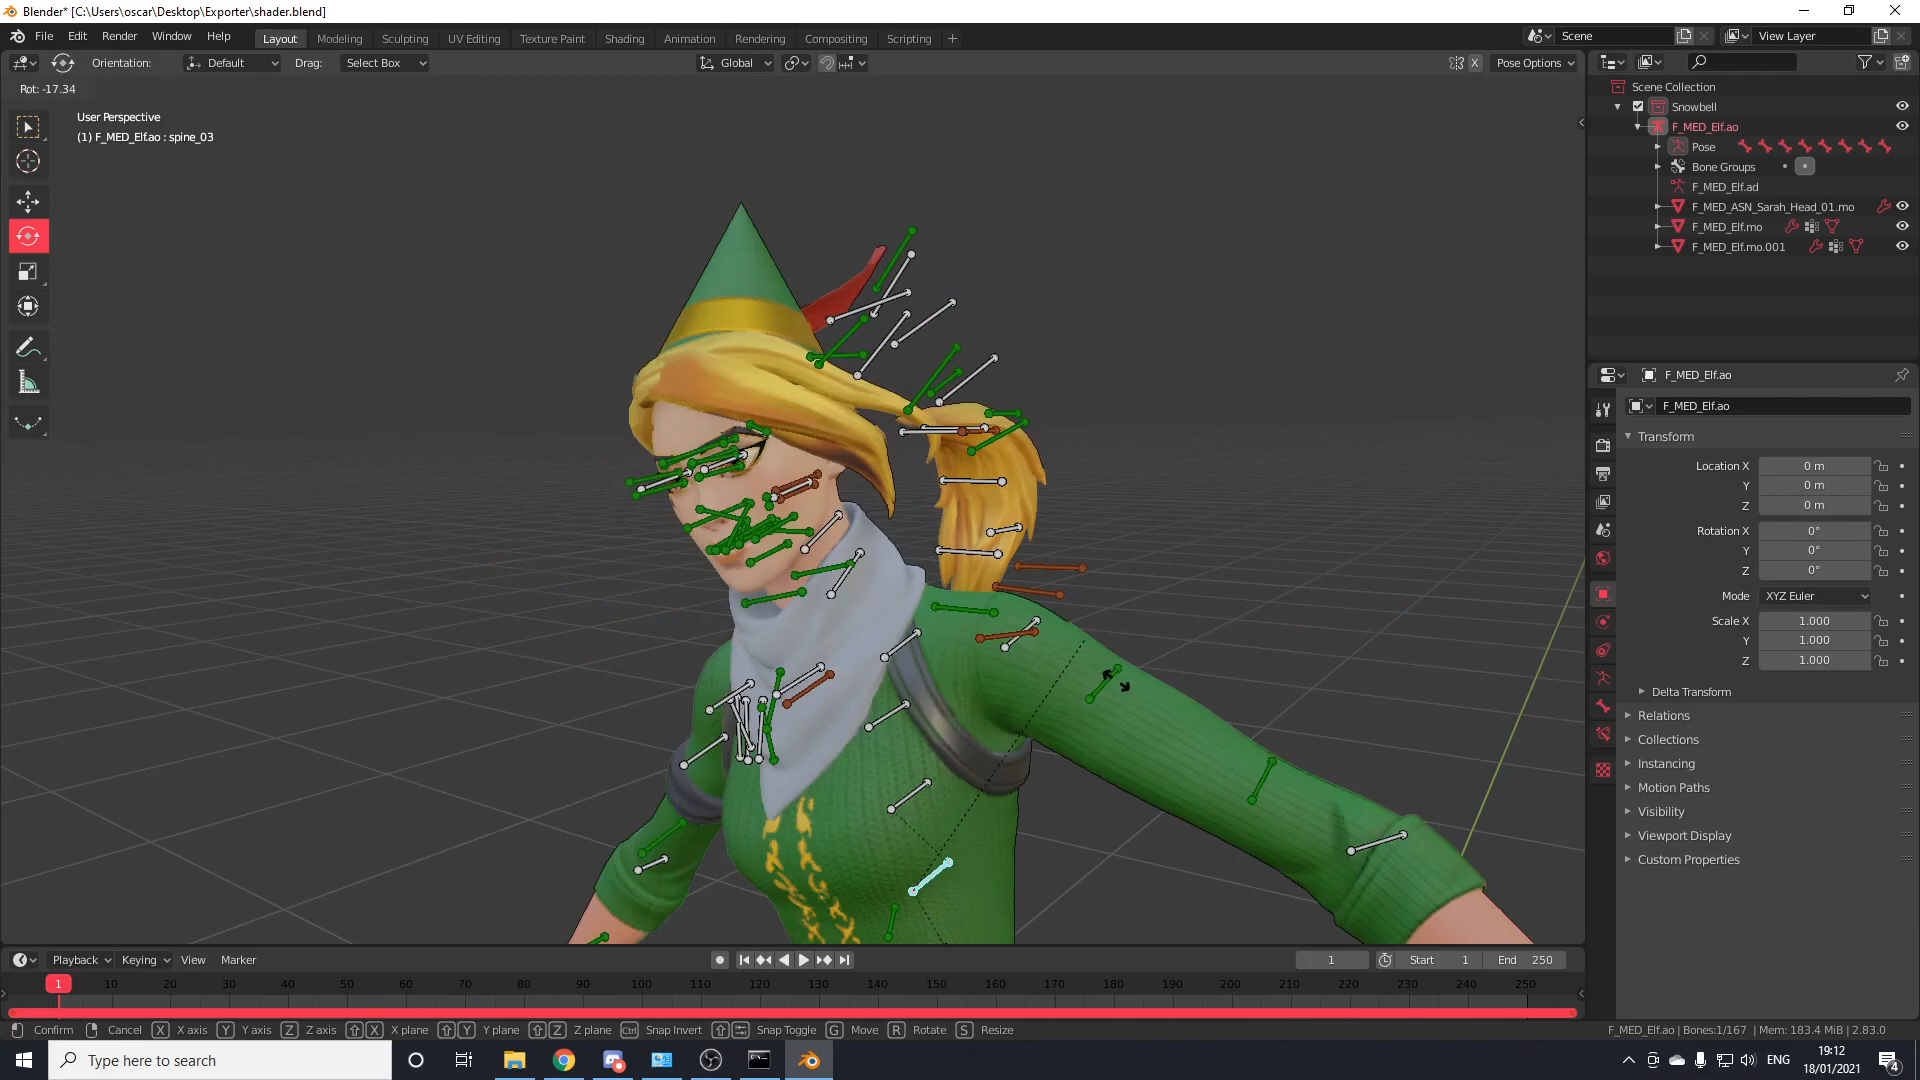 Blender* [C:\Users\oscar\Desktop\Exporter\shader.blend]
File Edit Render Window Help
Layout Modeling Sculpting UV Editing Texture Paint Shading Animation Rendering Compositing Scripting +
Scene
View Layer
Orientation: Default Drag: Select Box
Global
X
Pose Options
Rot: -17.34
User Perspective
(1) F_MED_Elf.ao : spine_03
Scene Collection
Snowbell
F_MED_Elf.ao
Pose
Bone Groups
F_MED_Elf.ad
F_MED_ASN_Sarah_Head_01.mo
F_MED_Elf.mo
F_MED_Elf.mo.001
F_MED_Elf.ao
F_MED_Elf.ao
Transform
Location X 0 m
Y 0 m
Z 0 m
Rotation X 0°
Y 0°
Z 0°
Mode XYZ Euler
Scale X 1.000
Y 1.000
Z 1.000
Delta Transform
Relations
Collections
Instancing
Motion Paths
Visibility
Viewport Display
Custom Properties
Playback Keying View Marker
1
Start 1
End 250
1 10 20 30 40 50 60 70 80 90 100 110 120 130 140 150 160 170 180 190 200 210 220 230 240 250
Confirm Cancel X X axis Y Y axis Z Z axis X X plane Y Y plane Z Z plane Ctrl Snap Invert Snap Toggle G Move R Rotate S Resize
F_MED_Elf.ao | Bones:1/167 | Mem: 183.4 MiB | 2.83.0
Type here to search
ENG
19:12
18/01/2021
4